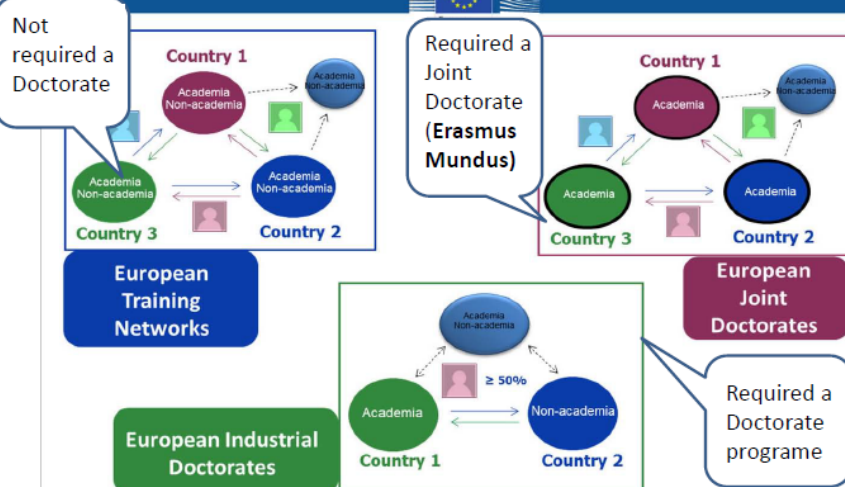 Not
required a
Doctorate
Country 1
Academia
Non-academia
Academia
Non-academia
Academia
Non-academia
Academia
Non-academia
Country 3
Country 2
European
Training
Networks
Required a
Joint
Doctorate
(Erasmus
Mundus)
Country 1
Academia
Academia
Non-academia
Academia
Academia
Country 3
Country 2
European
Joint
Doctorates
Academia
Non-academia
≥ 50%
Academia
Non-academia
Country 1
Country 2
European Industrial
Doctorates
Required a
Doctorate
programe